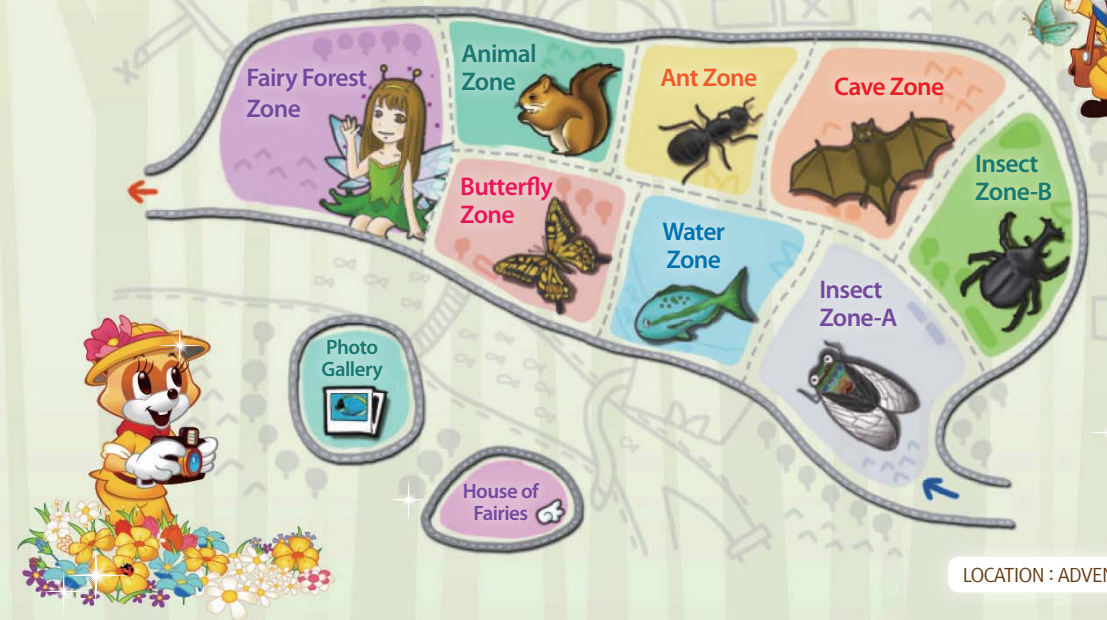 Fairy Forest
Zone
Animal
Zone
Ant Zone
Cave Zone
Insect
Zone-B
Butterfly
Zone
Water
Zone
Insect
Zone-A
Photo
Gallery
House of
Fairies
LOCATION : ADVEN